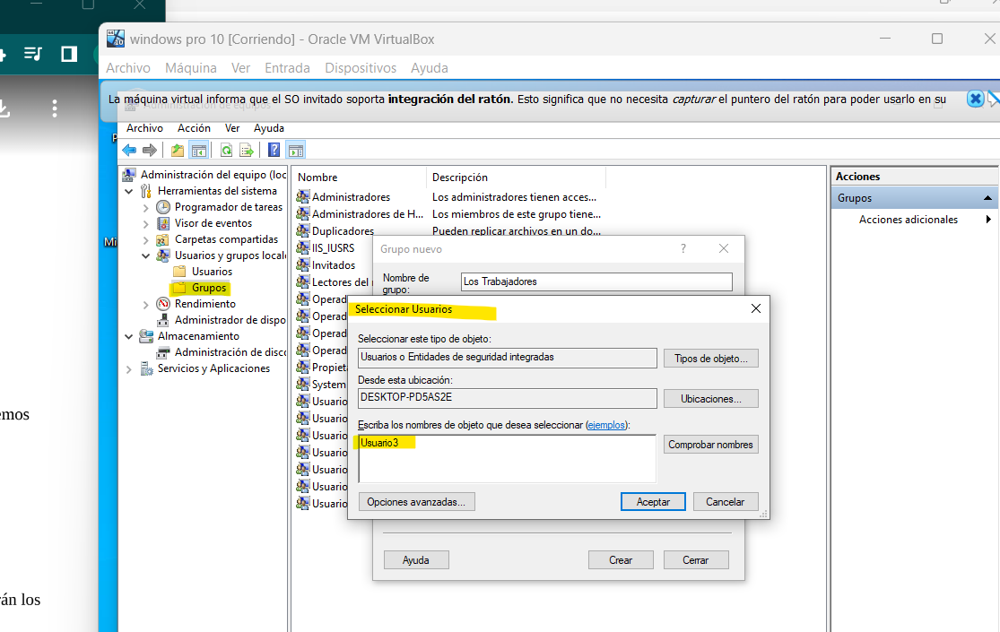 windows pro 10 [Corriendo] - Oracle VM VirtualBox
Archivo Máquina Ver Entrada Dispositivos Ayuda
La máquina virtual informa que el SO invitado soporta integración del ratón. Esto significa que no necesita capturar el puntero del ratón para poder usarlo en su
Administración de equipos
Archivo Acción Ver Ayuda
Administración del equipo (loc
Herramientas del sistema
Programador de tareas
Visor de eventos
Carpetas compartidas
Usuarios y grupos locale
Usuarios
Grupos
Rendimiento
Administrador de dispo
Almacenamiento
Administración de disco
Servicios y Aplicaciones
Nombre Descripción
Administradores Los administradores tienen acces...
Administradores de H... Los miembros de este grupo tiene...
Duplicadores Pueden replicar archivos en un do...
IIS_IUSRS
Invitados
Lectores del
Operad
Operad
Operad
Operad
Propieta
System
Usuario
Usuario
Usuario
Usuario
Usuario
Usuario
Usuario
Grupo nuevo
Nombre de
grupo:
Los Trabajadores
Seleccionar Usuarios
Seleccionar este tipo de objeto:
Usuarios o Entidades de seguridad integradas
Tipos de objeto...
Desde esta ubicación:
DESKTOP-PD5AS2E
Ubicaciones...
Escriba los nombres de objeto que desea seleccionar (ejemplos):
Usuario3
Comprobar nombres
Opciones avanzadas...
Aceptar
Cancelar
Ayuda
Crear
Cerrar
Acciones
Grupos
Acciones adicionales
Mi
emos
rán los